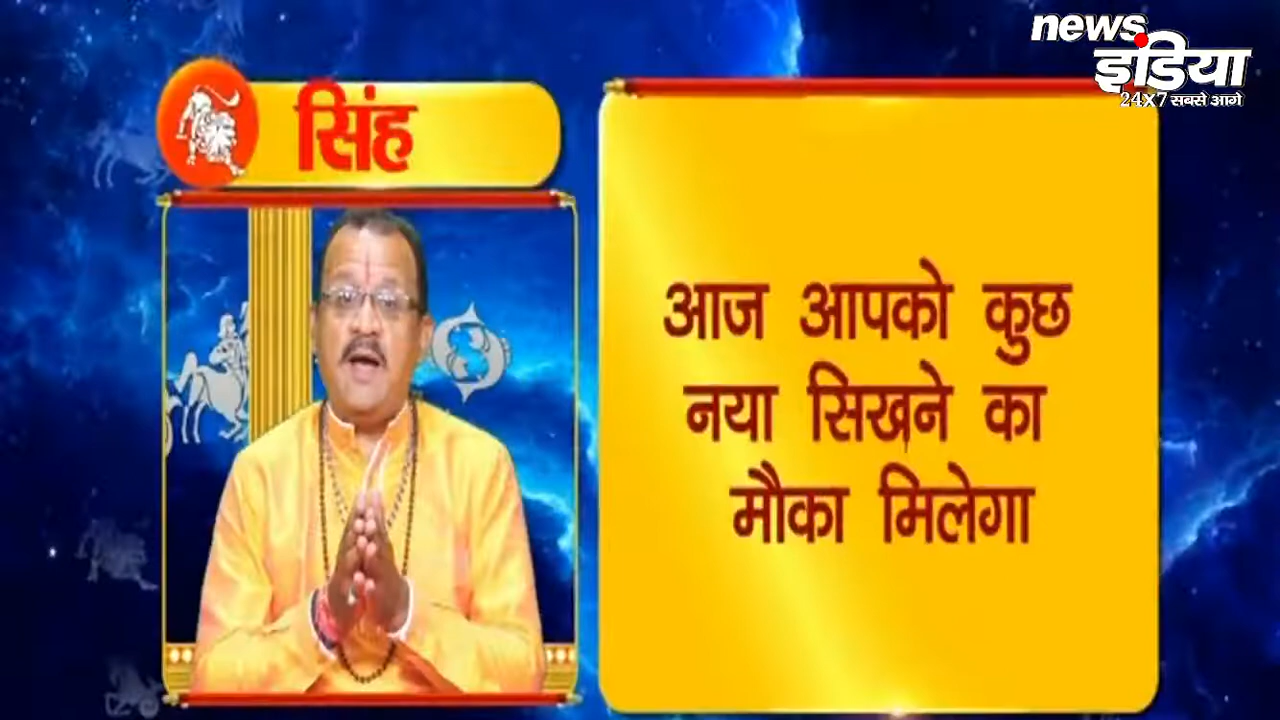 news
इंडिया
24x7 सबसे आगे
सिंह
आज आपको कुछ
नया सिखने का
मौका मिलेगा